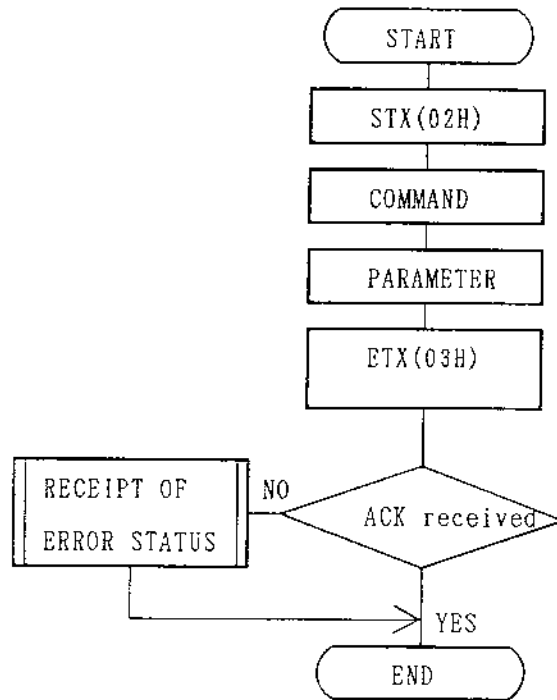 START
STX(02H)
COMMAND
PARAMETER
ETX(03H)
RECEIPT OF
ERROR STATUS
NO
ACK received
YES
END